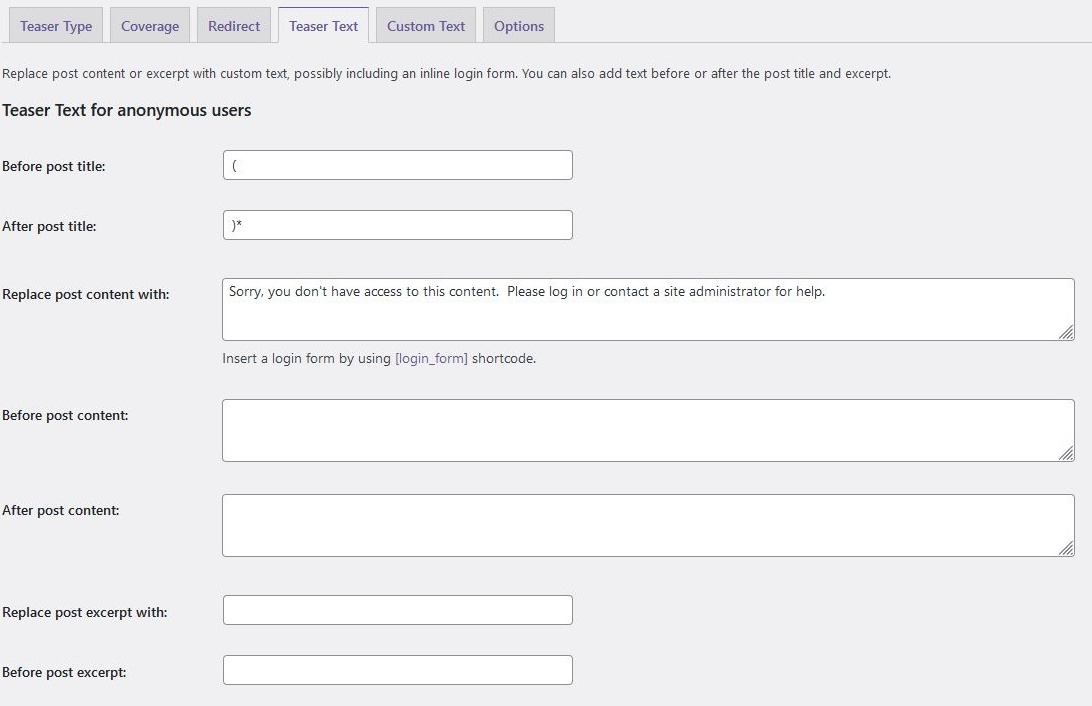 Teaser Type Coverage Redirect Teaser Text Custom Text Options
Replace post content or excerpt with custom text, possibly including an inline login form. You can also add text before or after the post title and excerpt.
Teaser Text for anonymous users
Before post title: (
After post title: )*
Replace post content with: Sorry, you don't have access to this content.  Please log in or contact a site administrator for help.
Insert a login form by using [login_form] shortcode.
Before post content:
After post content:
Replace post excerpt with:
Before post excerpt: